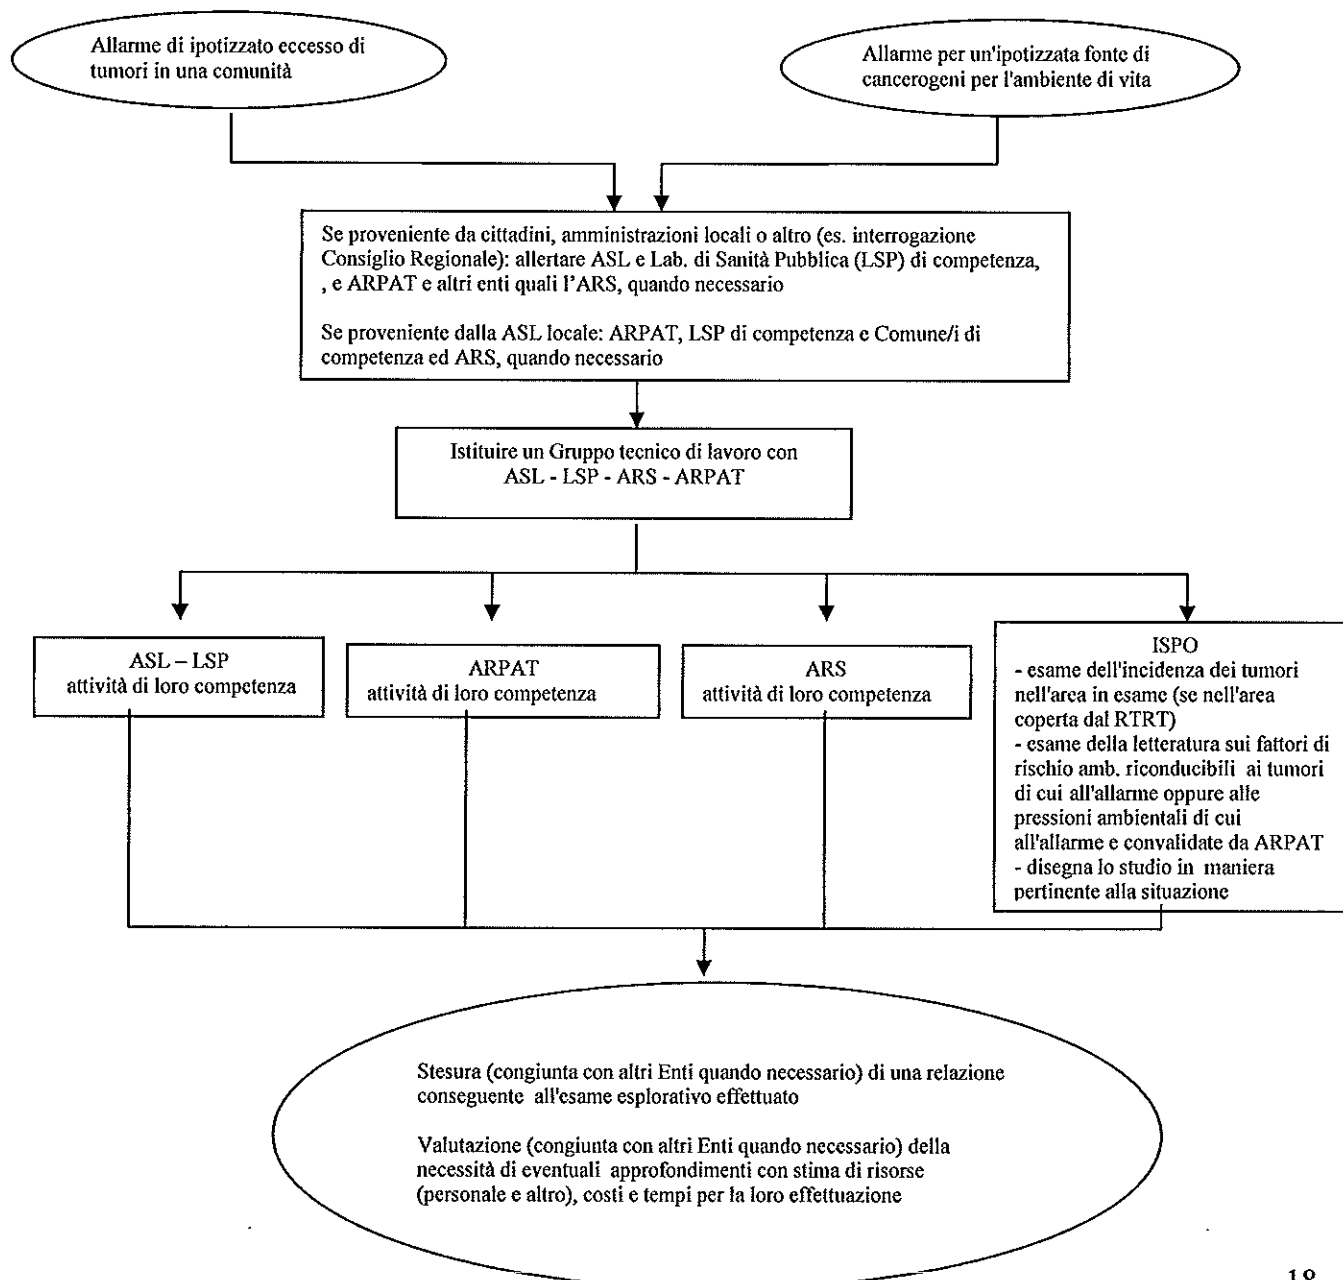 Allarme di ipotizzato eccesso di
tumori in una comunità
Allarme per un'ipotizzata fonte di
cancerogeni per l'ambiente di vita
Se proveniente da cittadini, amministrazioni locali o altro (es. interrogazione
Consiglio Regionale): allertare ASL e Lab. di Sanità Pubblica (LSP) di competenza,
, e ARPAT e altri enti quali l'ARS, quando necessario
Se proveniente dalla ASL locale: ARPAT, LSP di competenza e Comune/i di
competenza ed ARS, quando necessario
Istituire un Gruppo tecnico di lavoro con
ASL - LSP - ARS - ARPAT
ASL – LSP
attività di loro competenza
ARPAT
attività di loro competenza
ARS
attività di loro competenza
ISPO
- esame dell'incidenza dei tumori
nell'area in esame (se nell'area
coperta dal RTRT)
- esame della letteratura sui fattori di
rischio amb. riconducibili ai tumori
di cui all'allarme oppure alle
pressioni ambientali di cui
all'allarme e convalidate da ARPAT
- disegna lo studio in maniera
pertinente alla situazione
Stesura (congiunta con altri Enti quando necessario) di una relazione
conseguente all'esame esplorativo effettuato
Valutazione (congiunta con altri Enti quando necessario) della
necessità di eventuali approfondimenti con stima di risorse
(personale e altro), costi e tempi per la loro effettuazione
18